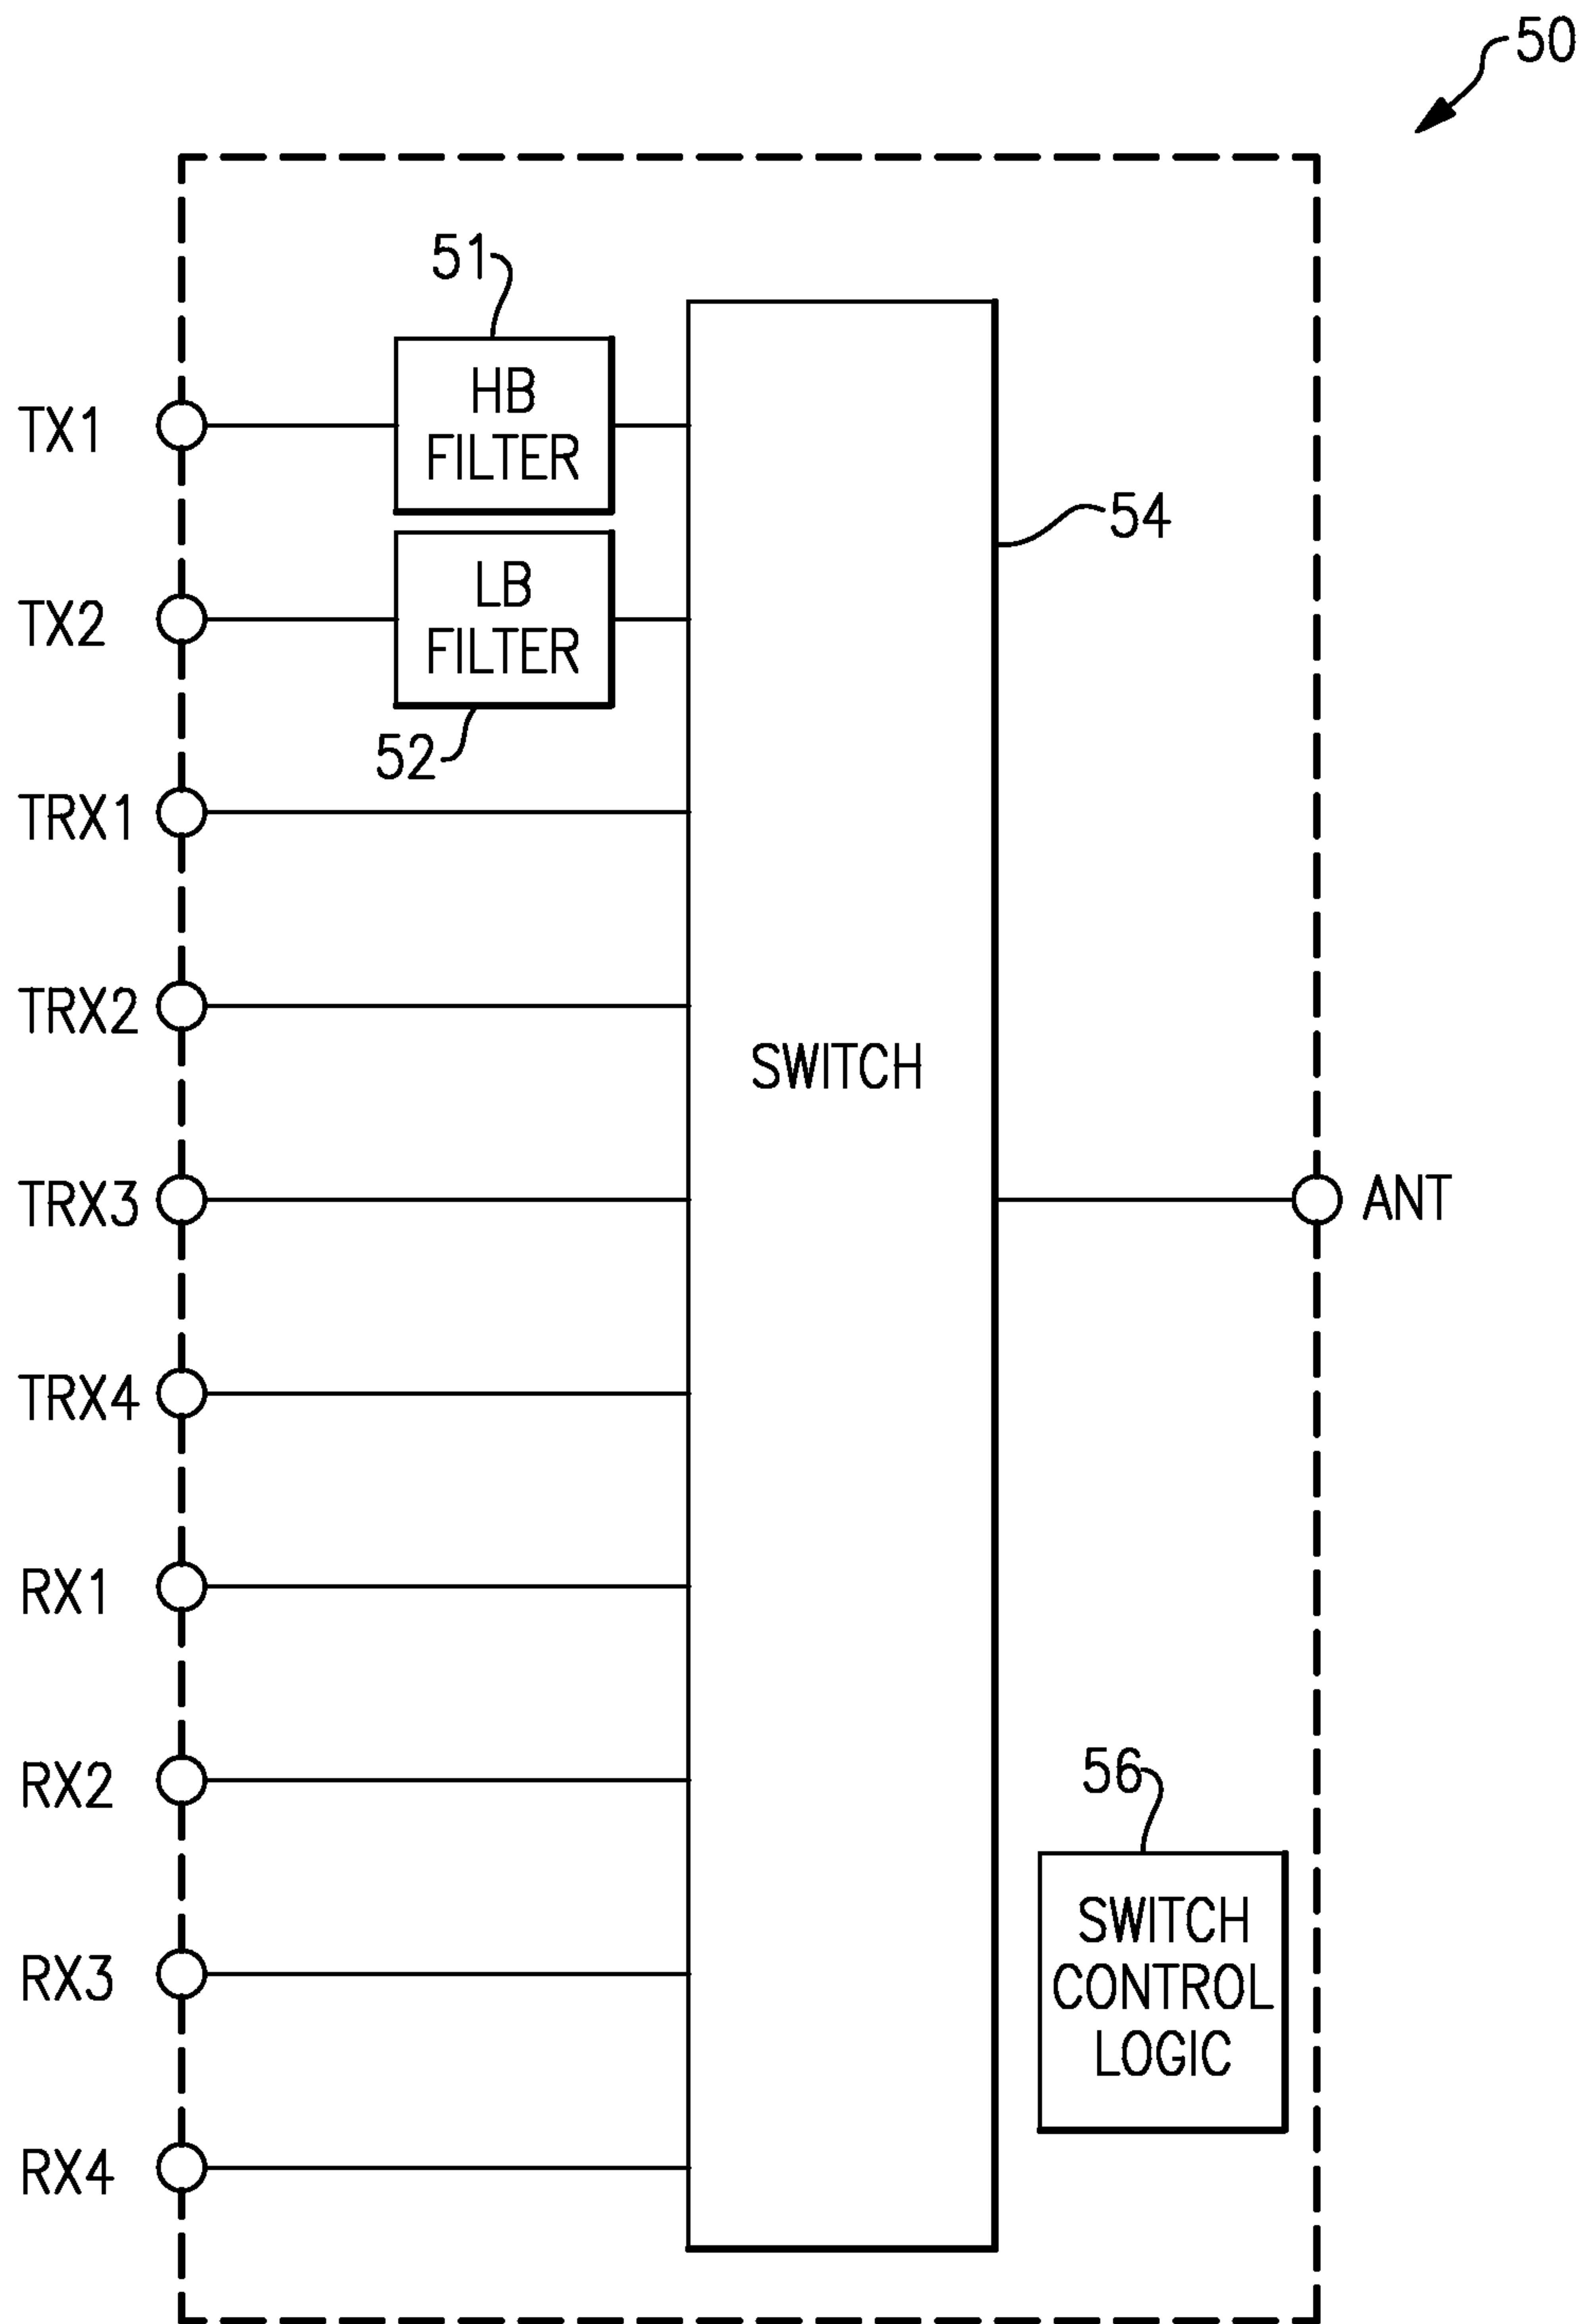 50
51
HB
FILTER
TX1
54
LB
FILTER
TX2
52
TRX1
TRX2
SWITCH
TRX3
ANT
TRX4
RX1
RX2
56
SWITCH
CONTROL
LOGIC
RX3
RX4